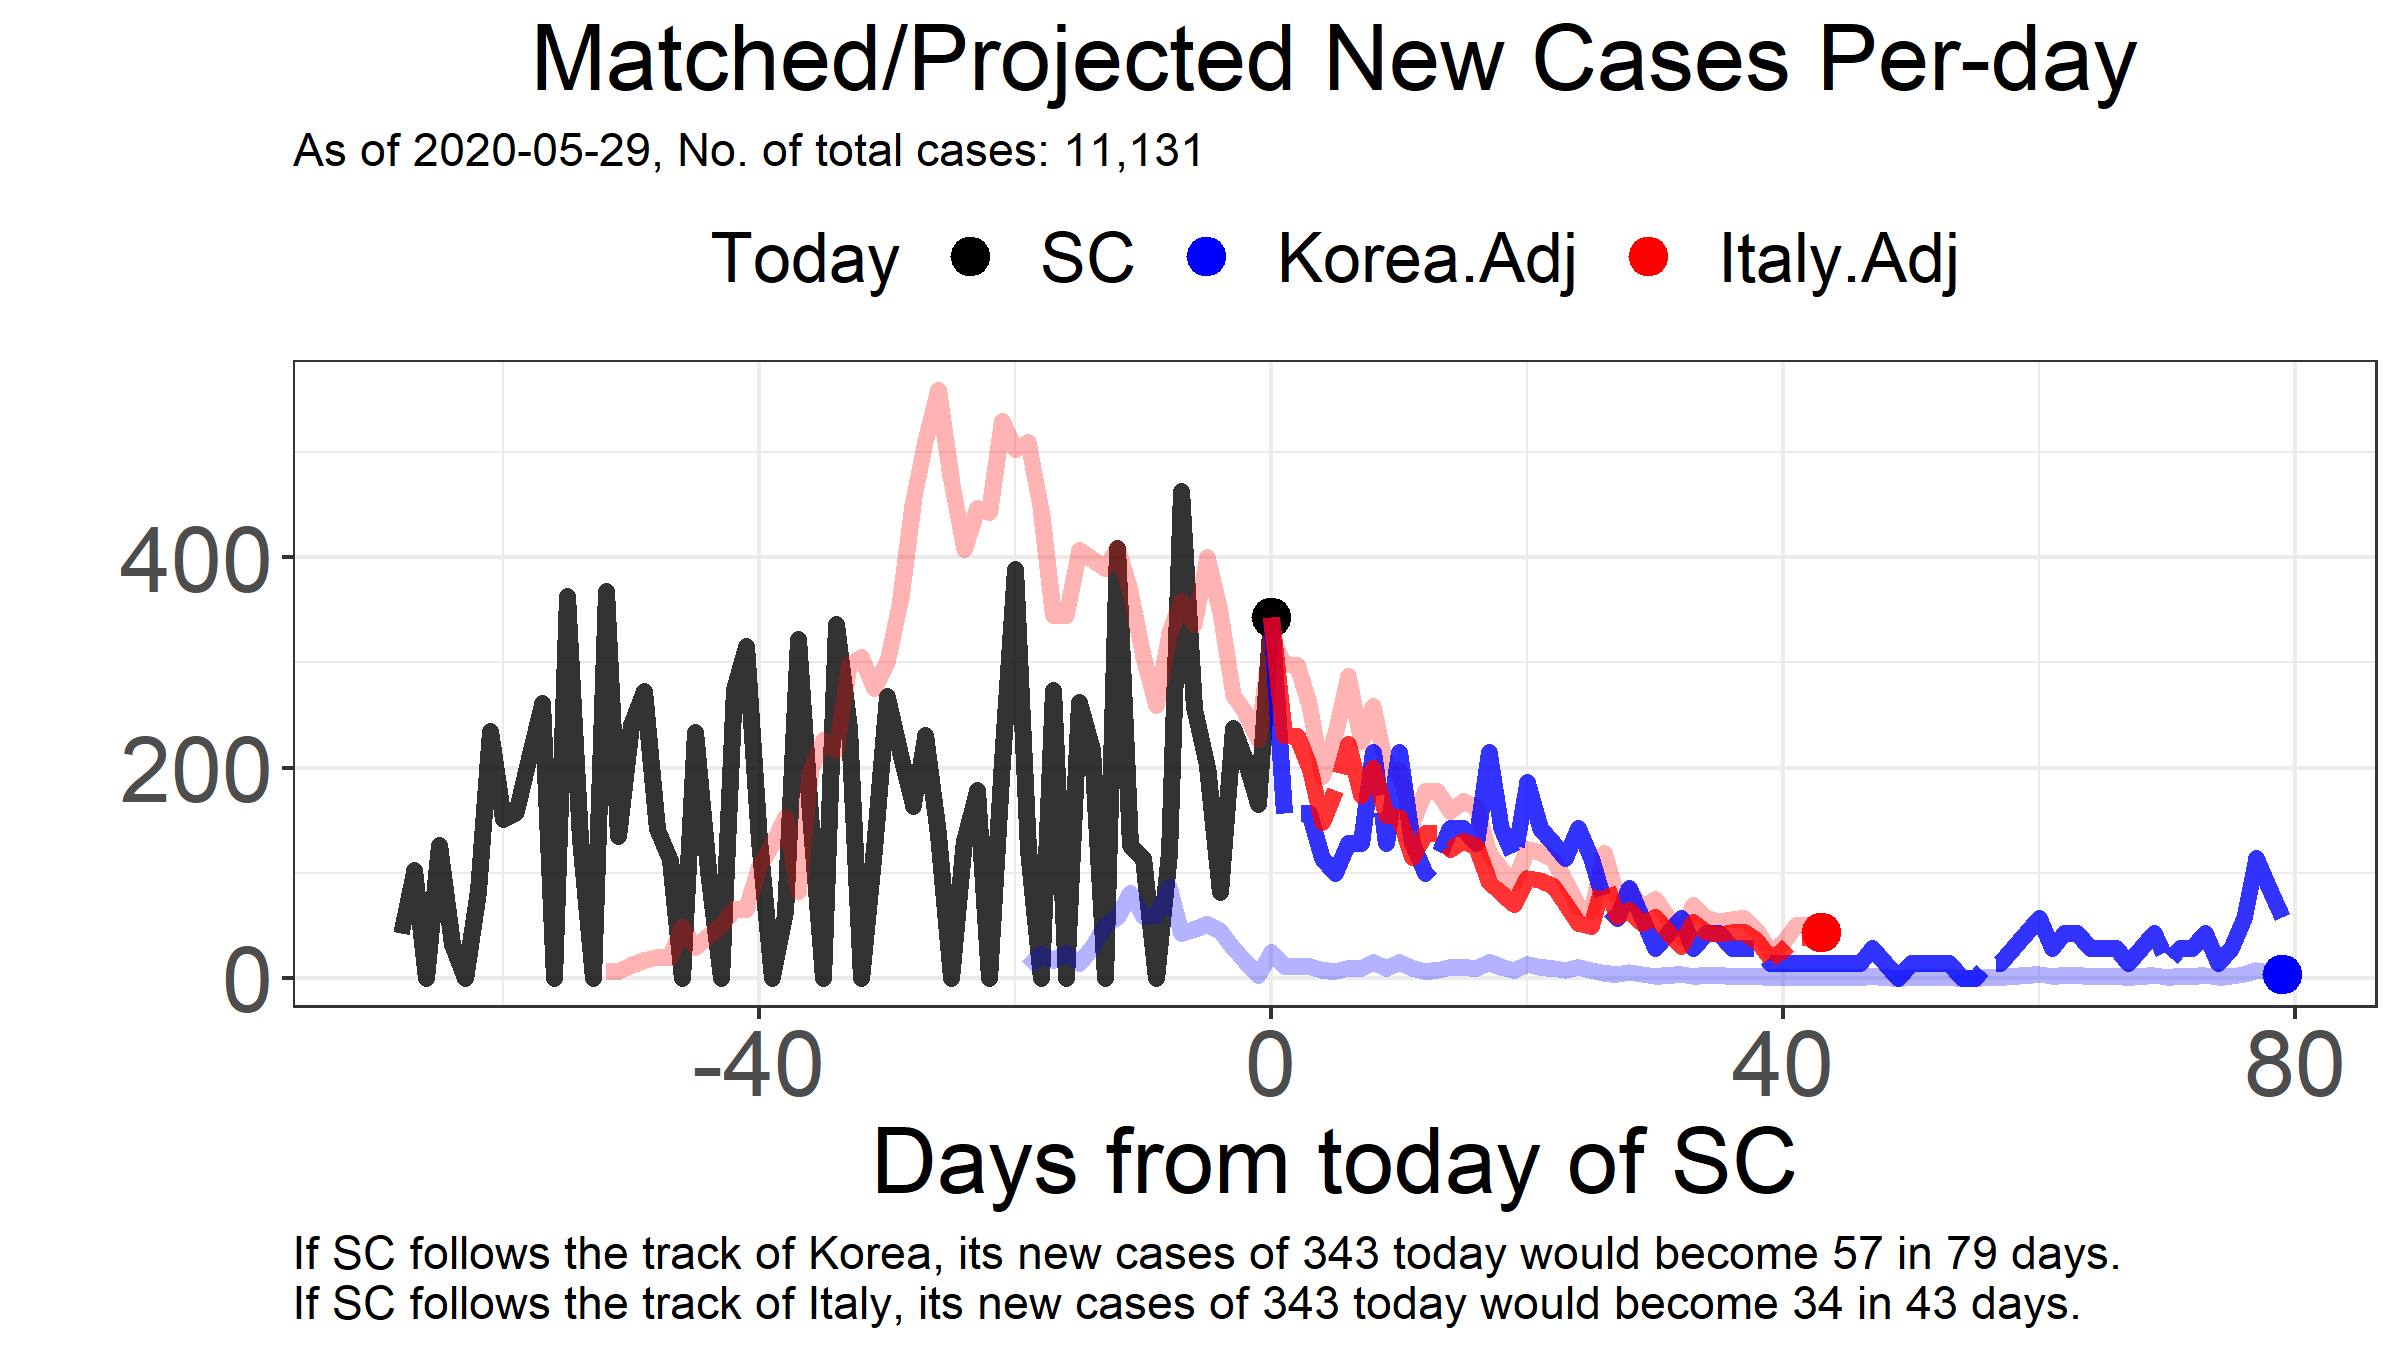 Matched/Projected New Cases Per-day
As of 2020-05-29, No. of total cases: 11,131
Today SC Korea.Adj Italy.Adj
400
200
0
-40 0 40 80
Days from today of SC
If SC follows the track of Korea, its new cases of 343 today would become 57 in 79 days.
If SC follows the track of Italy, its new cases of 343 today would become 34 in 43 days.